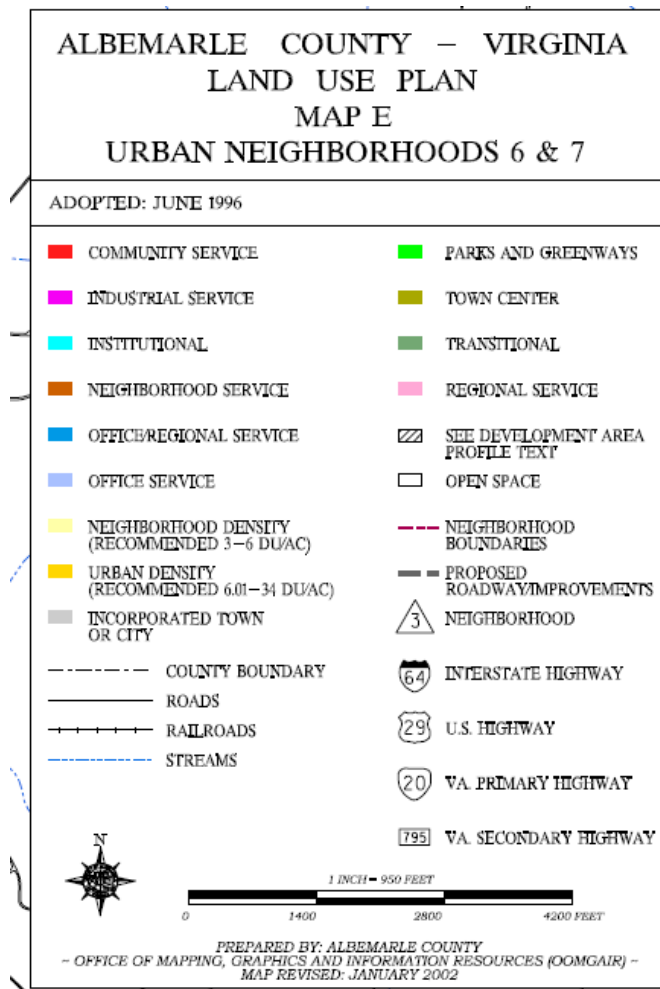 ALBEMARLE COUNTY – VIRGINIA
LAND USE PLAN
MAP E
URBAN NEIGHBORHOODS 6 & 7
ADOPTED: JUNE 1996
COMMUNITY SERVICE
INDUSTRIAL SERVICE
INSTITUTIONAL
NEIGHBORHOOD SERVICE
OFFICE/REGIONAL SERVICE
OFFICE SERVICE
NEIGHBORHOOD DENSITY
(RECOMMENDED 3–6 DU/AC)
URBAN DENSITY
(RECOMMENDED 6.01–34 DU/AC)
INCORPORATED TOWN
OR CITY
COUNTY BOUNDARY
ROADS
RAILROADS
STREAMS
PARKS AND GREENWAYS
TOWN CENTER
TRANSITIONAL
REGIONAL SERVICE
SEE DEVELOPMENT AREA
PROFILE TEXT
OPEN SPACE
NEIGHBORHOOD
BOUNDARIES
PROPOSED
ROADWAY/IMPROVEMENTS
3 NEIGHBORHOOD
64 INTERSTATE HIGHWAY
29 U.S. HIGHWAY
20 VA. PRIMARY HIGHWAY
795 VA. SECONDARY HIGHWAY
N
1 INCH = 950 FEET
0 1400 2800 4200 FEET
PREPARED BY: ALBEMARLE COUNTY
~ OFFICE OF MAPPING, GRAPHICS AND INFORMATION RESOURCES (OOMGAIR) ~
MAP REVISED: JANUARY 2002